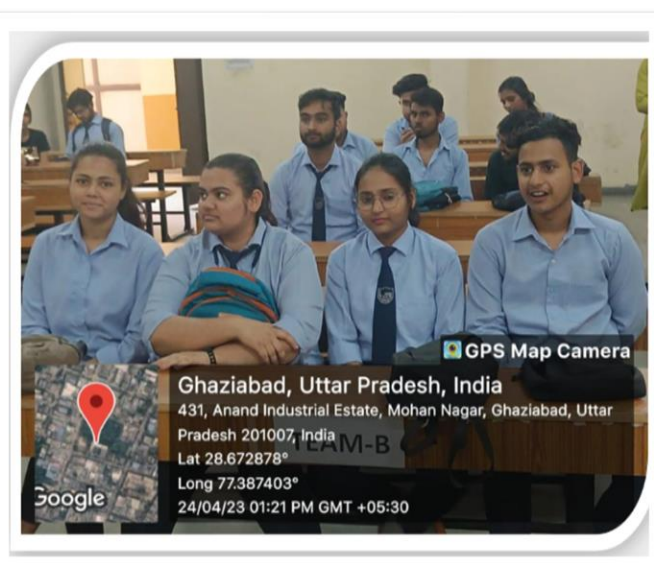 GPS Map Camera
Ghaziabad, Uttar Pradesh, India
431, Anand Industrial Estate, Mohan Nagar, Ghaziabad, Uttar
Pradesh 201007, India
TEAM-B
Lat 28.672878°
Long 77.387403°
24/04/23 01:21 PM GMT +05:30
Google